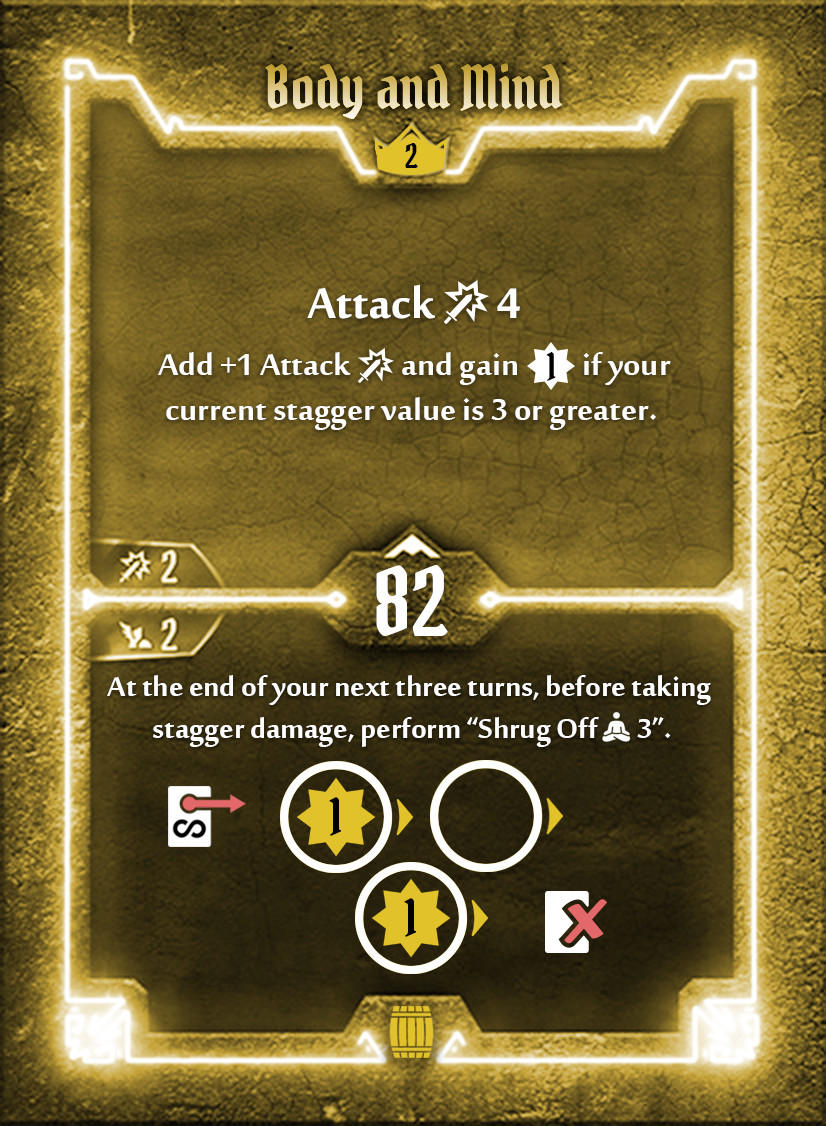 Body and Mind
2
Attack 4
Add +1 Attack and gain 1 if your
current stagger value is 3 or greater.
2
82
2
At the end of your next three turns, before taking
stagger damage, perform “Shrug Off 3”.
1
1